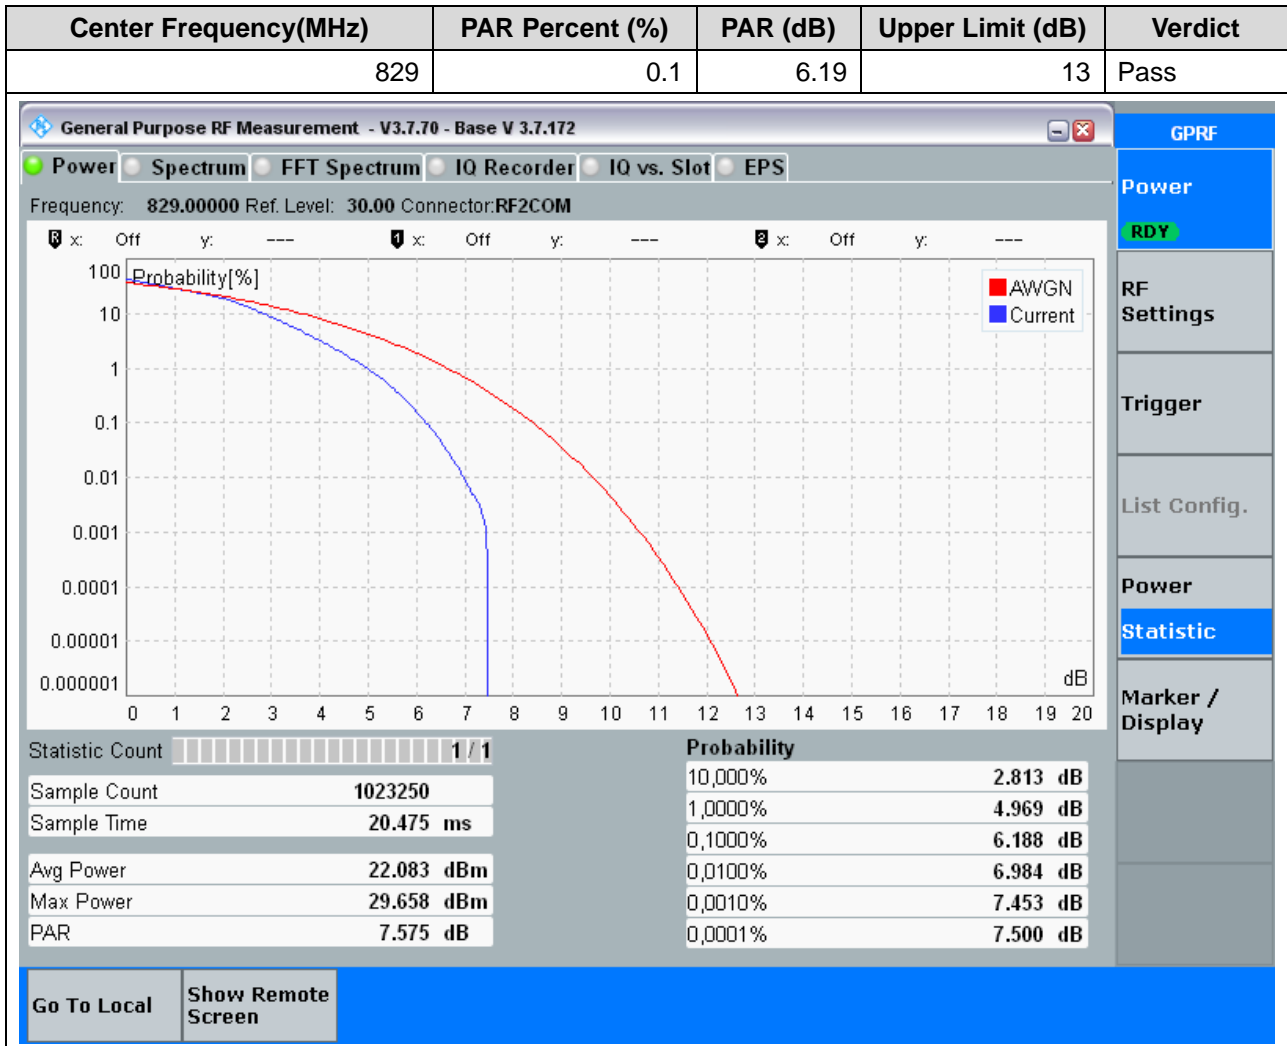 Center Frequency(MHz) PAR Percent (%) PAR (dB) Upper Limit (dB) Verdict
829 0.1 6.19 13 Pass
General Purpose RF Measurement - V3.7.70 - Base V 3.7.172
Power Spectrum FFT Spectrum IQ Recorder IQ vs. Slot EPS
Frequency: 829.00000 Ref. Level: 30.00 Connector:RF2COM
R x: Off y: --- 1 x: Off y: --- 2 x: Off y: ---
Probability[%]
AWGN
Current
100
10
1
0.1
0.01
0.001
0.0001
0.00001
0.000001
dB
0 1 2 3 4 5 6 7 8 9 10 11 12 13 14 15 16 17 18 19 20
Statistic Count 1 / 1
Sample Count 1023250
Sample Time 20.475 ms
Avg Power 22.083 dBm
Max Power 29.658 dBm
PAR 7.575 dB
Probability
10,000% 2.813 dB
1,0000% 4.969 dB
0,1000% 6.188 dB
0,0100% 6.984 dB
0,0010% 7.453 dB
0,0001% 7.500 dB
GPRF
Power
RDY
RF
Settings
Trigger
List Config.
Power
Statistic
Marker /
Display
Go To Local
Show Remote
Screen